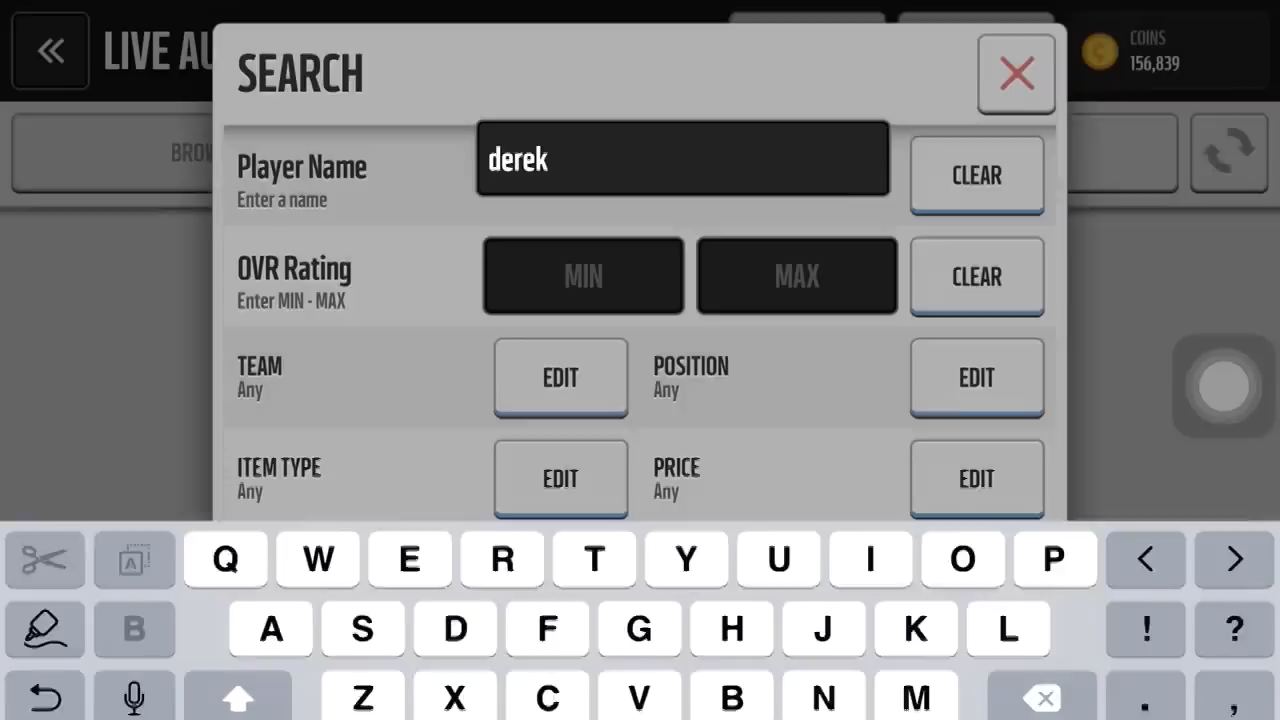 LIVE AU
SEARCH
COINS
156,839
BROW
Player Name
Enter a name
derek
CLEAR
OVR Rating
Enter MIN - MAX
MIN
MAX
CLEAR
TEAM
Any
EDIT
POSITION
Any
EDIT
ITEM TYPE
Any
EDIT
PRICE
Any
EDIT
Q W E R T Y U I O P < >
B A S D F G H J K L ! ?
Z X C V B N M . ,